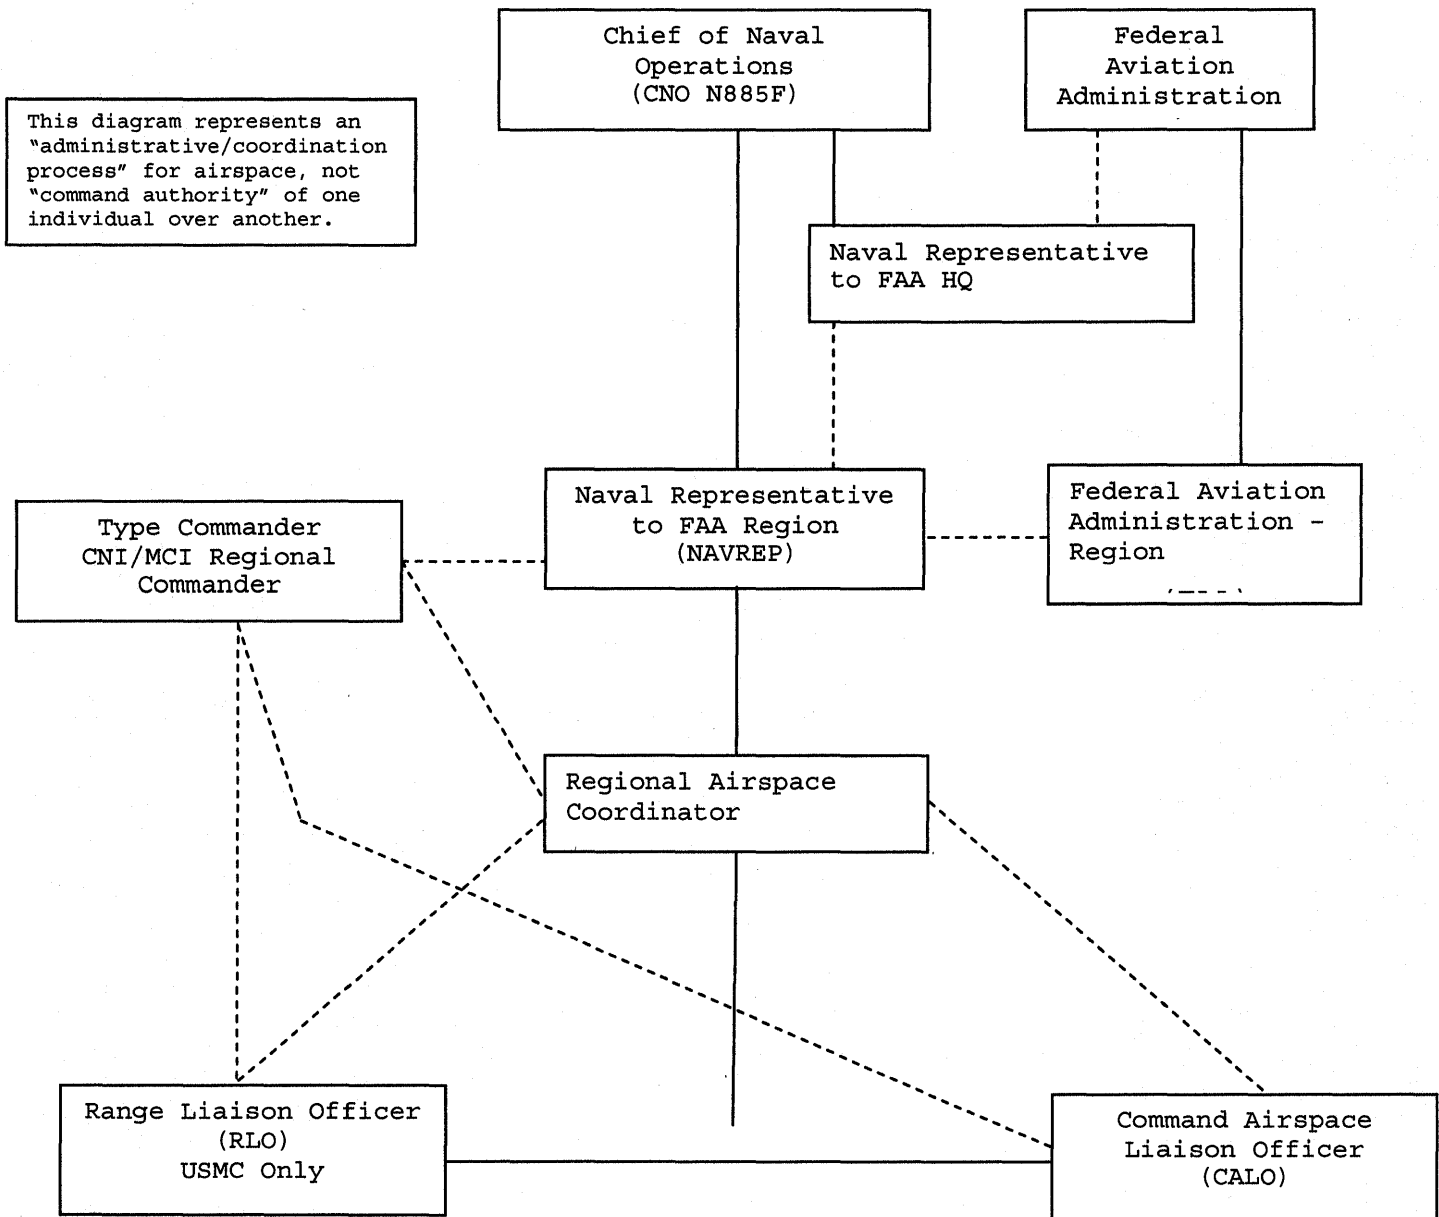 Chief of Naval
Operations
(CNO N885F)
Federal
Aviation
Administration
This diagram represents an
"administrative/coordination
process" for airspace, not
"command authority" of one
individual over another.
Naval Representative
to FAA HQ
Naval Representative
to FAA Region
(NAVREP)
Federal Aviation
Administration -
Region
Type Commander
CNI/MCI Regional
Commander
Regional Airspace
Coordinator
Range Liaison Officer
(RLO)
USMC Only
Command Airspace
Liaison Officer
(CALO)